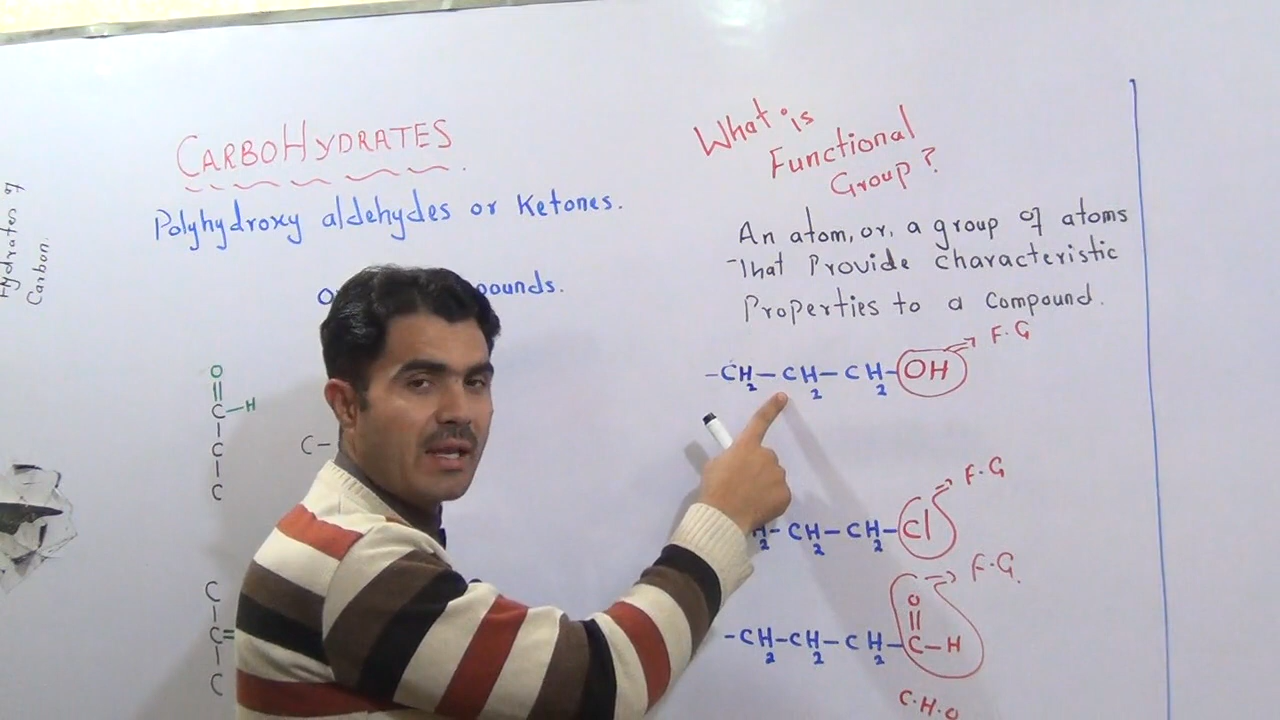 Hydrates of
Carbon.
CARBOHYDRATES
Polyhydroxy aldehydes or Ketones.
O
C-H
C
C
C-
C
C=
C
C
What is
Functional
Group?
An atom, or, a group of atoms
That Provide characteristic
Properties to a Compound.
-CH2-CH2-CH2-OH F.G
H2-CH2-CH2-Cl F.G
F.G.
O
-CH2-CH2-CH2-C-H
C.H.O